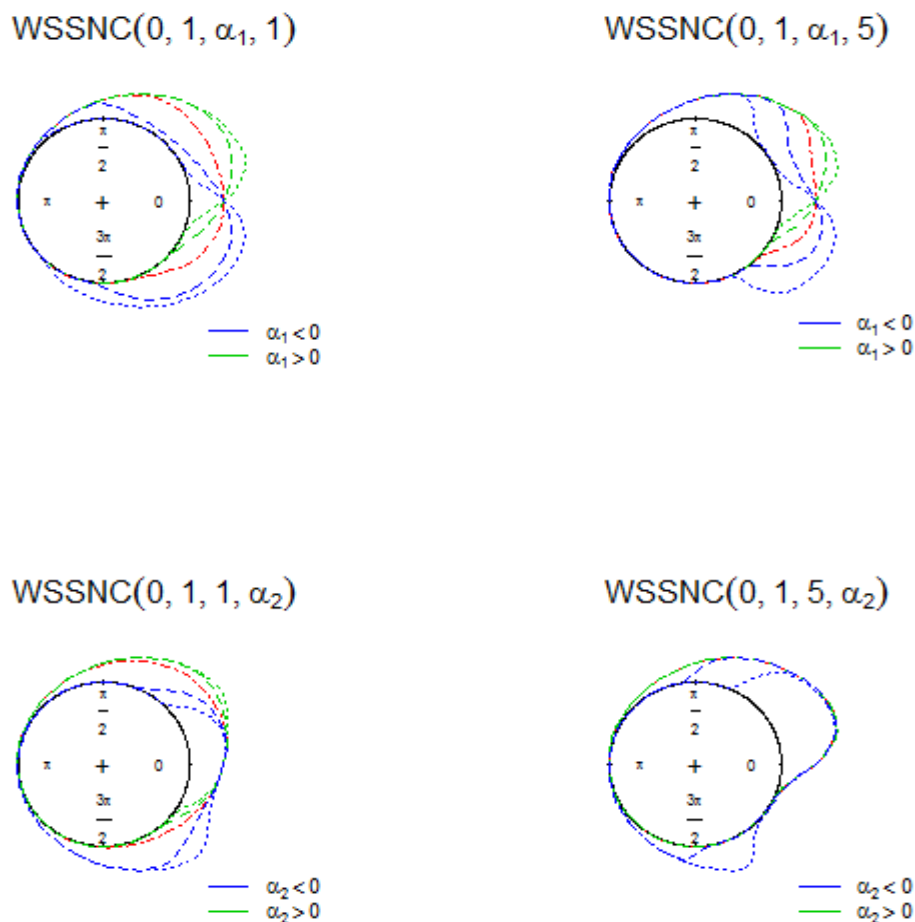 WSSNC(0, 1, α₁, 1)
WSSNC(0, 1, α₁, 5)
π
2
π
+
0
3π
2
π
2
π
+
0
3π
2
α₁<0
α₁>0
α₁<0
α₁>0
WSSNC(0, 1, 1, α₂)
WSSNC(0, 1, 5, α₂)
π
2
π
+
0
3π
2
π
2
π
+
0
3π
2
α₂<0
α₂>0
α₂<0
α₂>0